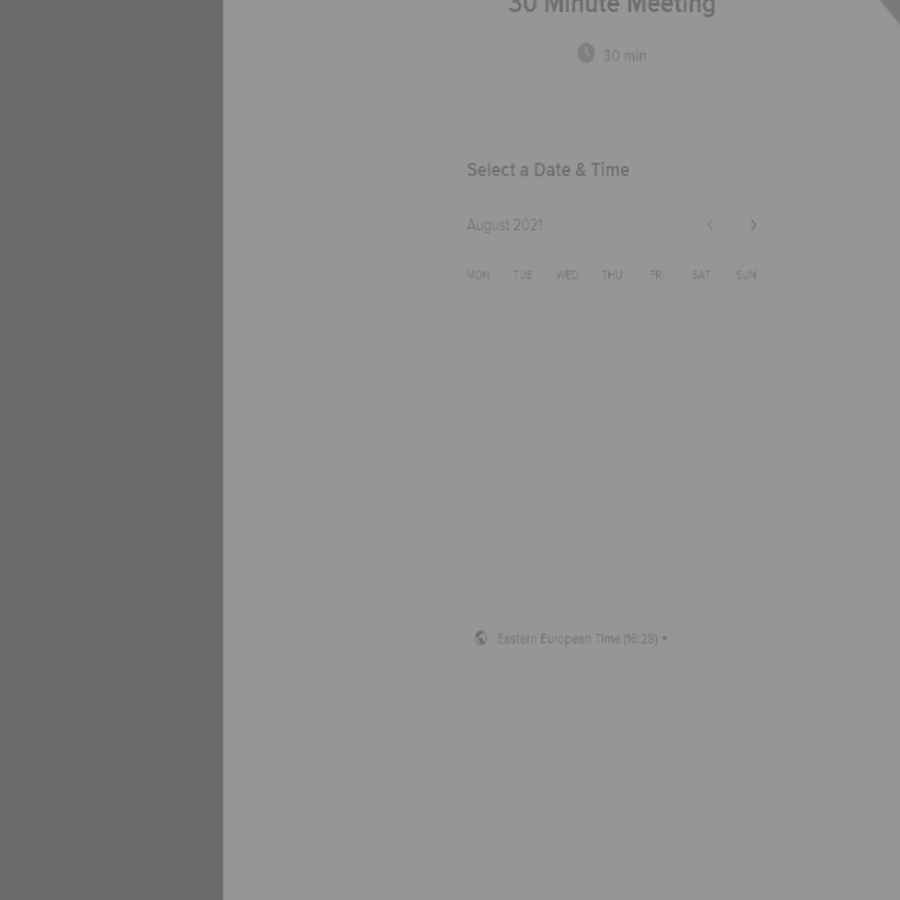 30 Minute Meeting
30 min
Select a Date & Time
August 2021
MON TUE WED THU FRI SAT SUN
Eastern European Time (16:28)